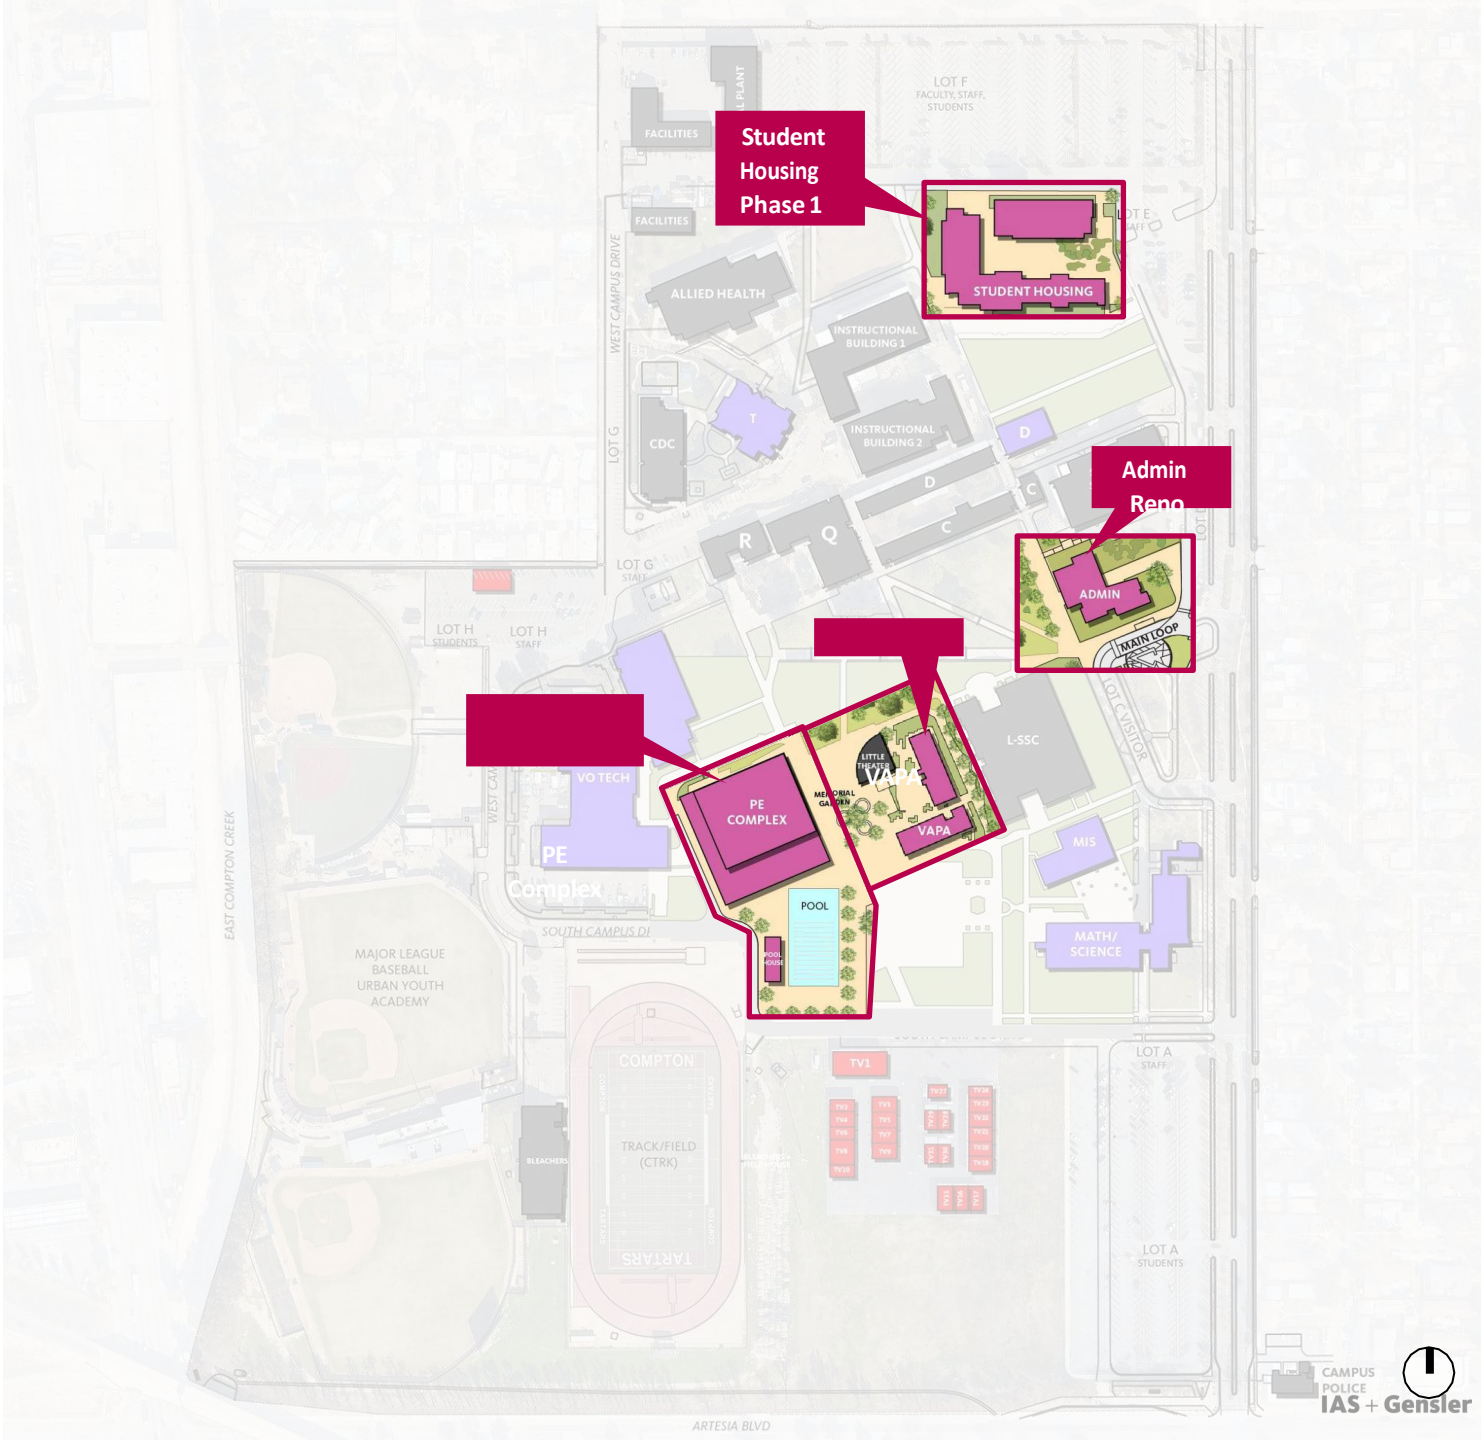 LOT F
FACULTY, STAFF,
STUDENTS
FACILITIES
Student
Housing
Phase 1
FACILITIES
LOT E
STAFF
WEST CAMPUS DRIVE
ALLIED HEALTH
STUDENT HOUSING
INSTRUCTIONAL
BUILDING 1
T
INSTRUCTIONAL
BUILDING 2
D
CDC
LOT G
Admin
Reno
D
C
C
R
Q
LOT G
STAFF
ADMIN
MAIN LOOP
LOT H
STUDENTS
LOT H
STAFF
LOT C VISITOR
L-SSC
LITTLE
THEATER
VAPA
VO TECH
MEMORIAL
GARDEN
PE
COMPLEX
VAPA
MIS
EAST COMPTON CREEK
PE
Complex
POOL
SOUTH CAMPUS DI
MATH/
SCIENCE
MAJOR LEAGUE
BASEBALL
URBAN YOUTH
ACADEMY
POOL
HOUSE
COMPTON
TV1
LOT A
STAFF
BLEACHERS
TRACK/FIELD
(CTRK)
TARTARS
LOT A
STUDENTS
CAMPUS
POLICE
IAS + Gensler
ARTESIA BLVD